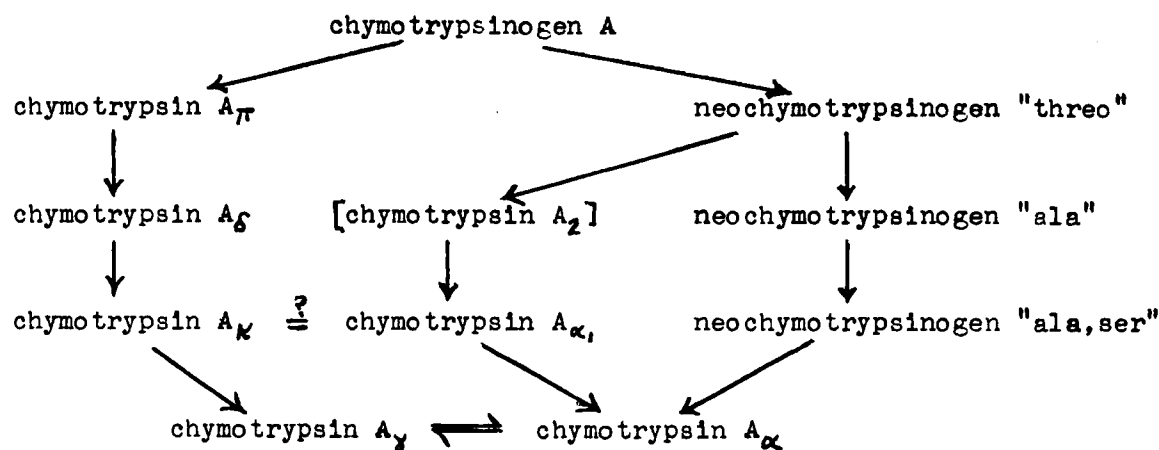 chymotrypsinogen A
chymotrypsin Aπ neochymotrypsinogen "threo"
chymotrypsin Aδ [chymotrypsin A2] neochymotrypsinogen "ala"
chymotrypsin Aκ ?= chymotrypsin Aα1 neochymotrypsinogen "ala,ser"
chymotrypsin Aγ ⇌ chymotrypsin Aα